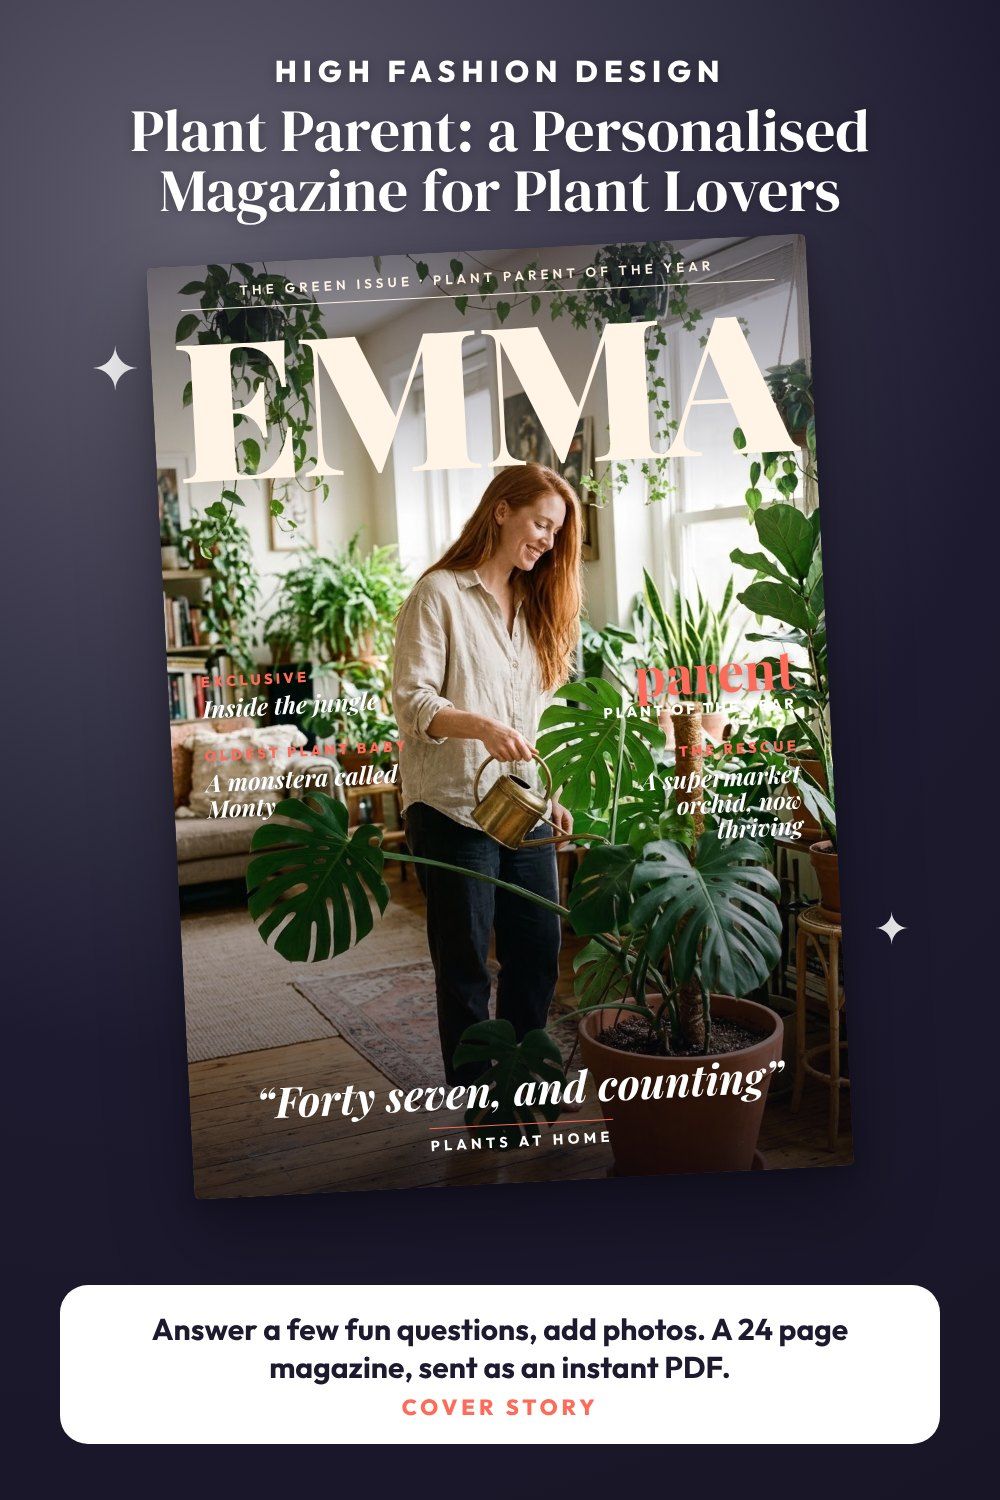 HIGH FASHION DESIGN
Plant Parent: a Personalised
Magazine for Plant Lovers
THE GREEN ISSUE · PLANT PARENT OF THE YEAR
EMMA
EXCLUSIVE
Inside the jungle
OLDEST PLANT BABY
A monstera called
Monty
parent
PLANT OF THE YEAR
THE RESCUE
A supermarket
orchid, now
thriving
“Forty seven, and counting”
PLANTS AT HOME
Answer a few fun questions, add photos. A 24 page
magazine, sent as an instant PDF.
COVER STORY